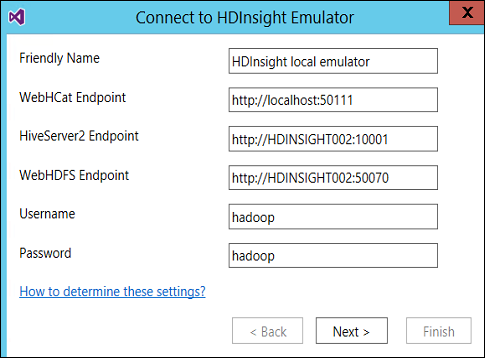 Connect to HDInsight Emulator
X
Friendly Name HDInsight local emulator
WebHCat Endpoint http://localhost:50111
HiveServer2 Endpoint http://HDINSIGHT002:10001
WebHDFS Endpoint http://HDINSIGHT002:50070
Username hadoop
Password hadoop
How to determine these settings?
< Back Next > Finish